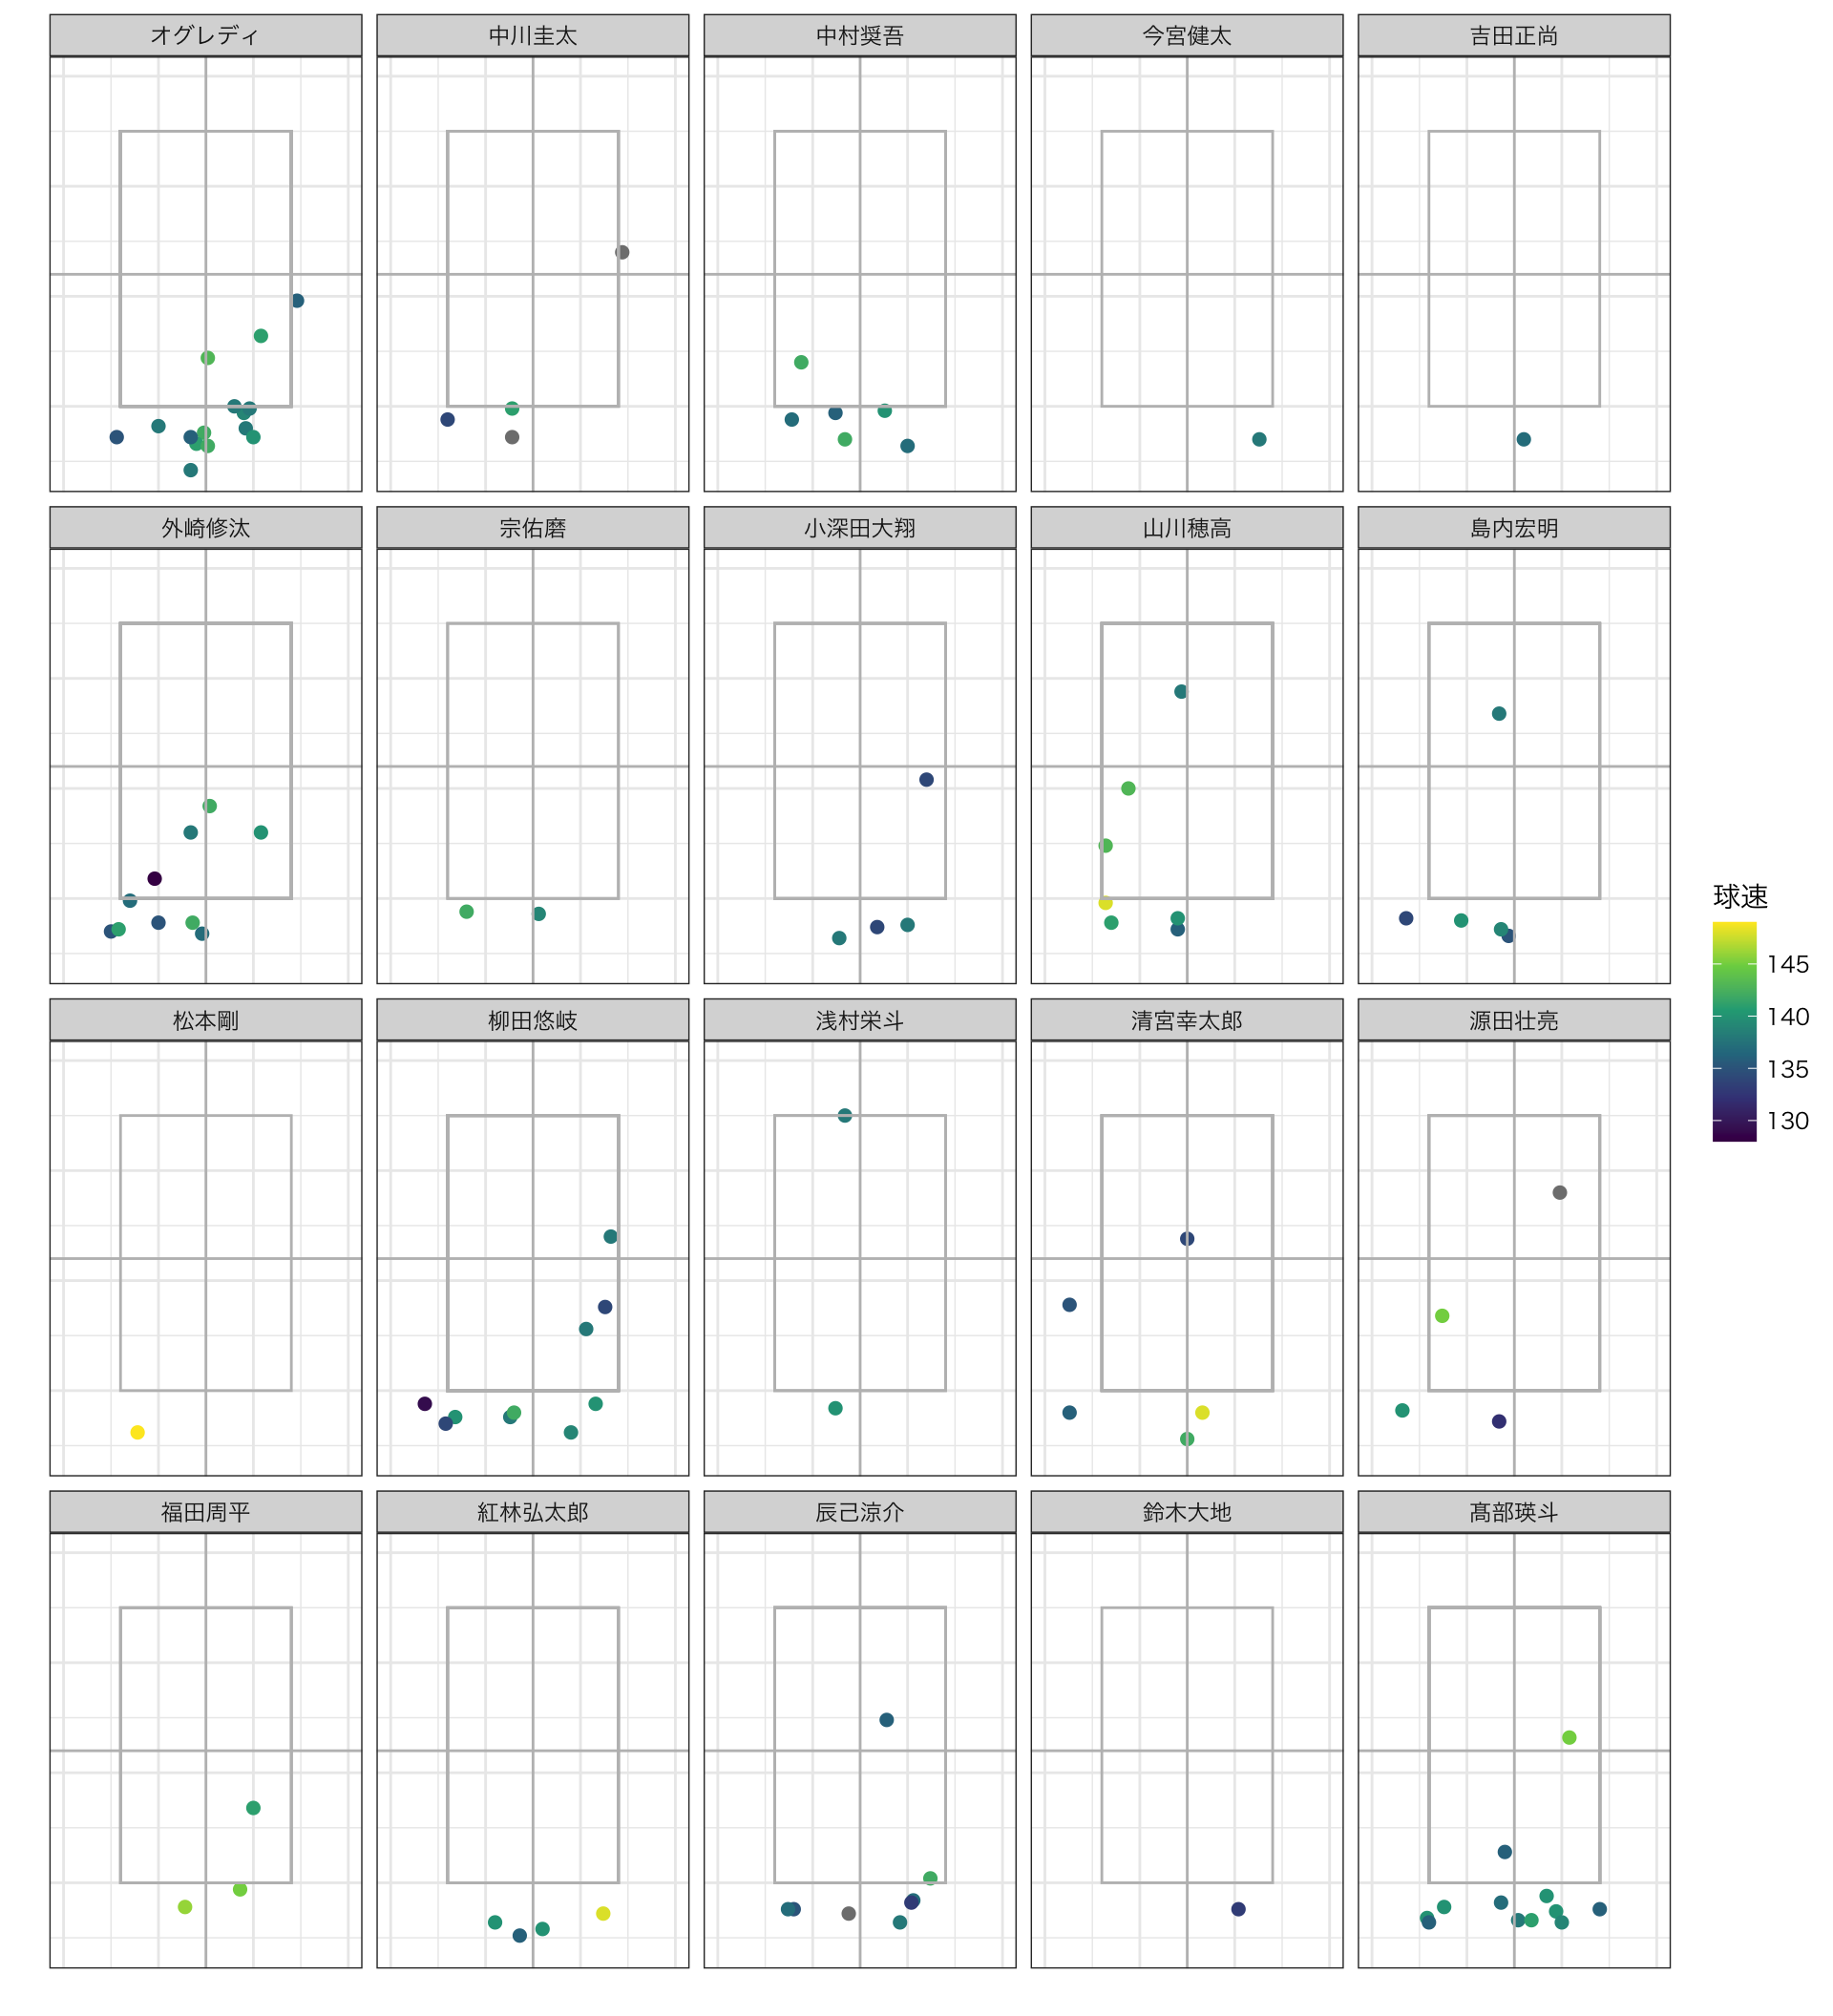 オグレディ
中川圭太
中村奨吾
今宮健太
吉田正尚
外崎修汰
宗佑磨
小深田大翔
山川穂高
島内宏明
松本剛
柳田悠岐
浅村栄斗
清宮幸太郎
源田壮亮
福田周平
紅林弘太郎
辰己涼介
鈴木大地
髙部瑛斗
球速
145
140
135
130